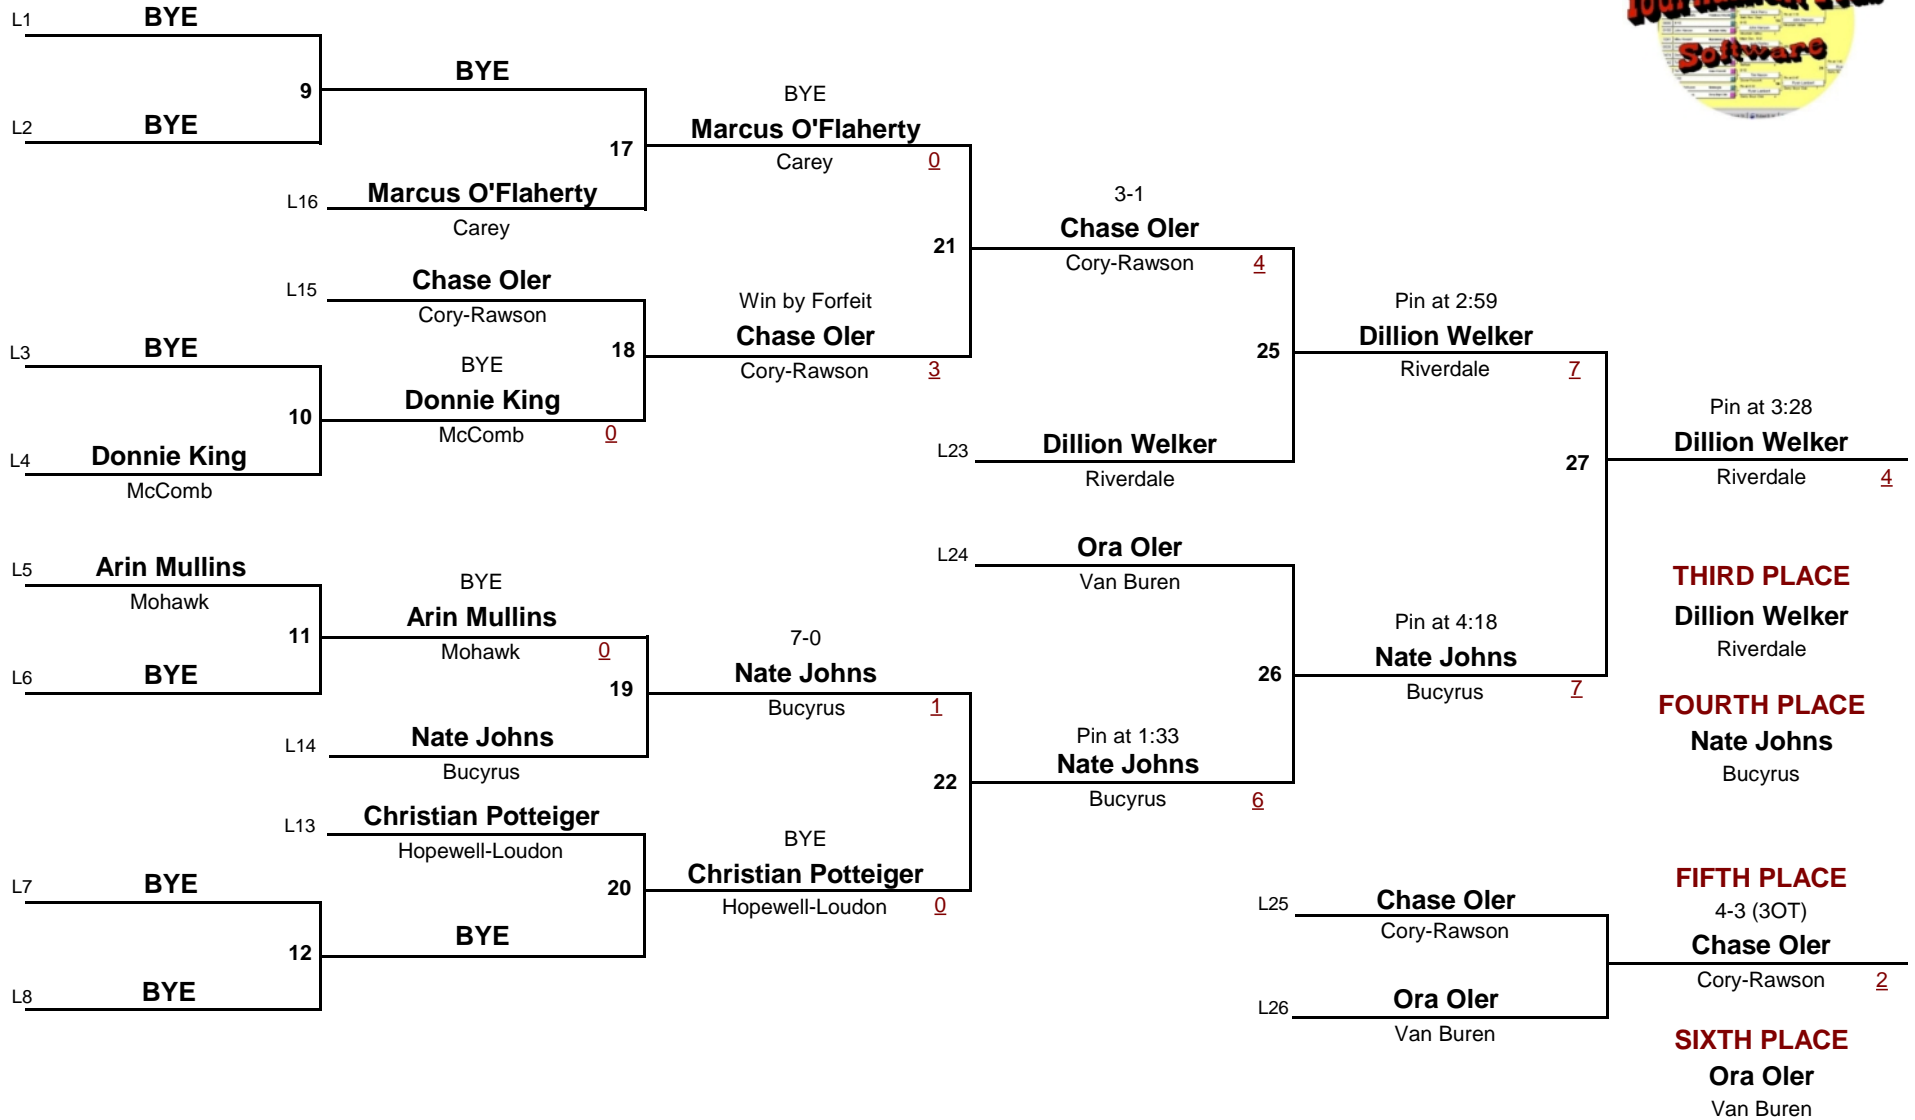 L1 BYE
9
BYE
L2 BYE
17
BYE
Marcus O'Flaherty
Carey 0
L16 Marcus O'Flaherty
Carey
21
3-1
Chase Oler
Cory-Rawson 4
L15 Chase Oler
Cory-Rawson
18
Win by Forfeit
Chase Oler
Cory-Rawson 3
L3 BYE
10
BYE
Donnie King
McComb 0
L4 Donnie King
McComb
25
Pin at 2:59
Dillion Welker
Riverdale 7
L23 Dillion Welker
Riverdale
27
Pin at 3:28
Dillion Welker
Riverdale 4
L5 Arin Mullins
Mohawk
11
BYE
Arin Mullins
Mohawk 0
L6 BYE
19
7-0
Nate Johns
Bucyrus 1
L14 Nate Johns
Bucyrus
22
Pin at 1:33
Nate Johns
Bucyrus 6
L24 Ora Oler
Van Buren
26
Pin at 4:18
Nate Johns
Bucyrus 7
L13 Christian Potteiger
Hopewell-Loudon
20
BYE
Christian Potteiger
Hopewell-Loudon 0
L7 BYE
12
BYE
L8 BYE
THIRD PLACE
Dillion Welker
Riverdale
FOURTH PLACE
Nate Johns
Bucyrus
L25 Chase Oler
Cory-Rawson
L26 Ora Oler
Van Buren
FIFTH PLACE
4-3 (3OT)
Chase Oler
Cory-Rawson 2
SIXTH PLACE
Ora Oler
Van Buren
Software